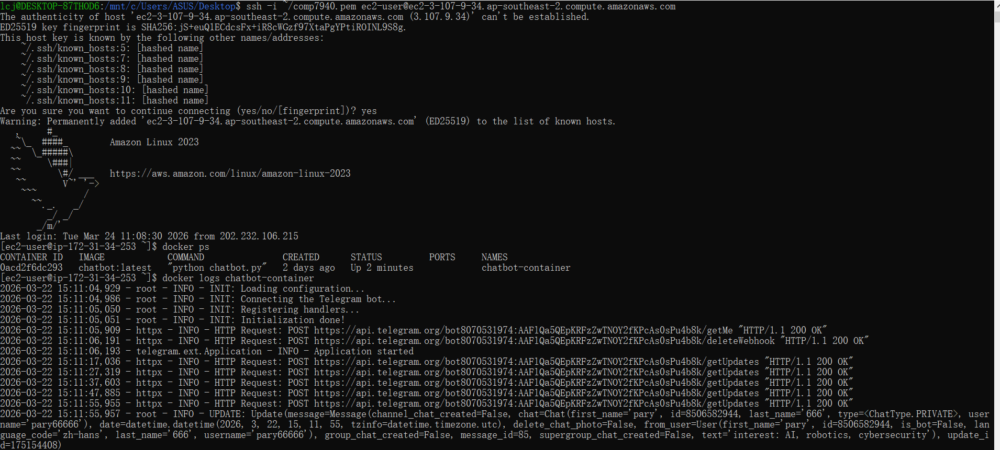 lcj@DESKTOP-87THOD6:/mnt/c/Users/ASUS/Desktop$ ssh -i ~/comp7940.pem ec2-user@ec2-3-107-9-34.ap-southeast-2.compute.amazonaws.com
The authenticity of host 'ec2-3-107-9-34.ap-southeast-2.compute.amazonaws.com (3.107.9.34)' can't be established.
ED25519 key fingerprint is SHA256:jS+euQlECdcsFx+iR8cWGzf97XtaPgYPtiROINL9S8g.
This host key is known by the following other names/addresses:
    ~/.ssh/known_hosts:5: [hashed name]
    ~/.ssh/known_hosts:7: [hashed name]
    ~/.ssh/known_hosts:8: [hashed name]
    ~/.ssh/known_hosts:9: [hashed name]
    ~/.ssh/known_hosts:10: [hashed name]
    ~/.ssh/known_hosts:11: [hashed name]
Are you sure you want to continue connecting (yes/no/[fingerprint])? yes
Warning: Permanently added 'ec2-3-107-9-34.ap-southeast-2.compute.amazonaws.com' (ED25519) to the list of known hosts.
   ,     #_
   ~\_  ####_        Amazon Linux 2023
  ~~  \_#####\
  ~~     \###|
  ~~       \#/ ___   https://aws.amazon.com/linux/amazon-linux-2023
   ~~       V~' '->
    ~~~         /
      ~~._.   _/
         _/ _/
       _/m/'
Last login: Tue Mar 24 11:08:30 2026 from 202.232.106.215
[ec2-user@ip-172-31-34-253 ~]$ docker ps
CONTAINER ID   IMAGE            COMMAND               CREATED      STATUS         PORTS     NAMES
0acd2f6dc293   chatbot:latest   "python chatbot.py"   2 days ago   Up 2 minutes             chatbot-container
[ec2-user@ip-172-31-34-253 ~]$ docker logs chatbot-container
2026-03-22 15:11:04,929 - root - INFO - INIT: Loading configuration...
2026-03-22 15:11:04,986 - root - INFO - INIT: Connecting the Telegram bot...
2026-03-22 15:11:05,050 - root - INFO - INIT: Registering handlers...
2026-03-22 15:11:05,051 - root - INFO - INIT: Initialization done!
2026-03-22 15:11:05,909 - httpx - INFO - HTTP Request: POST https://api.telegram.org/bot8070531974:AAFlQa5QEpKRFzZwTNOY2fKPcAs0sPu4b8k/getMe "HTTP/1.1 200 OK"
2026-03-22 15:11:06,191 - httpx - INFO - HTTP Request: POST https://api.telegram.org/bot8070531974:AAFlQa5QEpKRFzZwTNOY2fKPcAs0sPu4b8k/deleteWebhook "HTTP/1.1 200 OK"
2026-03-22 15:11:06,193 - telegram.ext.Application - INFO - Application started
2026-03-22 15:11:17,036 - httpx - INFO - HTTP Request: POST https://api.telegram.org/bot8070531974:AAFlQa5QEpKRFzZwTNOY2fKPcAs0sPu4b8k/getUpdates "HTTP/1.1 200 OK"
2026-03-22 15:11:27,319 - httpx - INFO - HTTP Request: POST https://api.telegram.org/bot8070531974:AAFlQa5QEpKRFzZwTNOY2fKPcAs0sPu4b8k/getUpdates "HTTP/1.1 200 OK"
2026-03-22 15:11:37,603 - httpx - INFO - HTTP Request: POST https://api.telegram.org/bot8070531974:AAFlQa5QEpKRFzZwTNOY2fKPcAs0sPu4b8k/getUpdates "HTTP/1.1 200 OK"
2026-03-22 15:11:47,885 - httpx - INFO - HTTP Request: POST https://api.telegram.org/bot8070531974:AAFlQa5QEpKRFzZwTNOY2fKPcAs0sPu4b8k/getUpdates "HTTP/1.1 200 OK"
2026-03-22 15:11:55,955 - httpx - INFO - HTTP Request: POST https://api.telegram.org/bot8070531974:AAFlQa5QEpKRFzZwTNOY2fKPcAs0sPu4b8k/getUpdates "HTTP/1.1 200 OK"
2026-03-22 15:11:55,957 - root - INFO - UPDATE: Update(message=Message(channel_chat_created=False, chat=Chat(first_name='pary', id=8506582944, last_name='666', type=<ChatType.PRIVATE>, user
name='pary66666'), date=datetime.datetime(2026, 3, 22, 15, 11, 55, tzinfo=datetime.timezone.utc), delete_chat_photo=False, from_user=User(first_name='pary', id=8506582944, is_bot=False, lan
guage_code='zh-hans', last_name='666', username='pary66666'), group_chat_created=False, message_id=85, supergroup_chat_created=False, text='interest: AI, robotics, cybersecurity'), update_i
d=175154408)